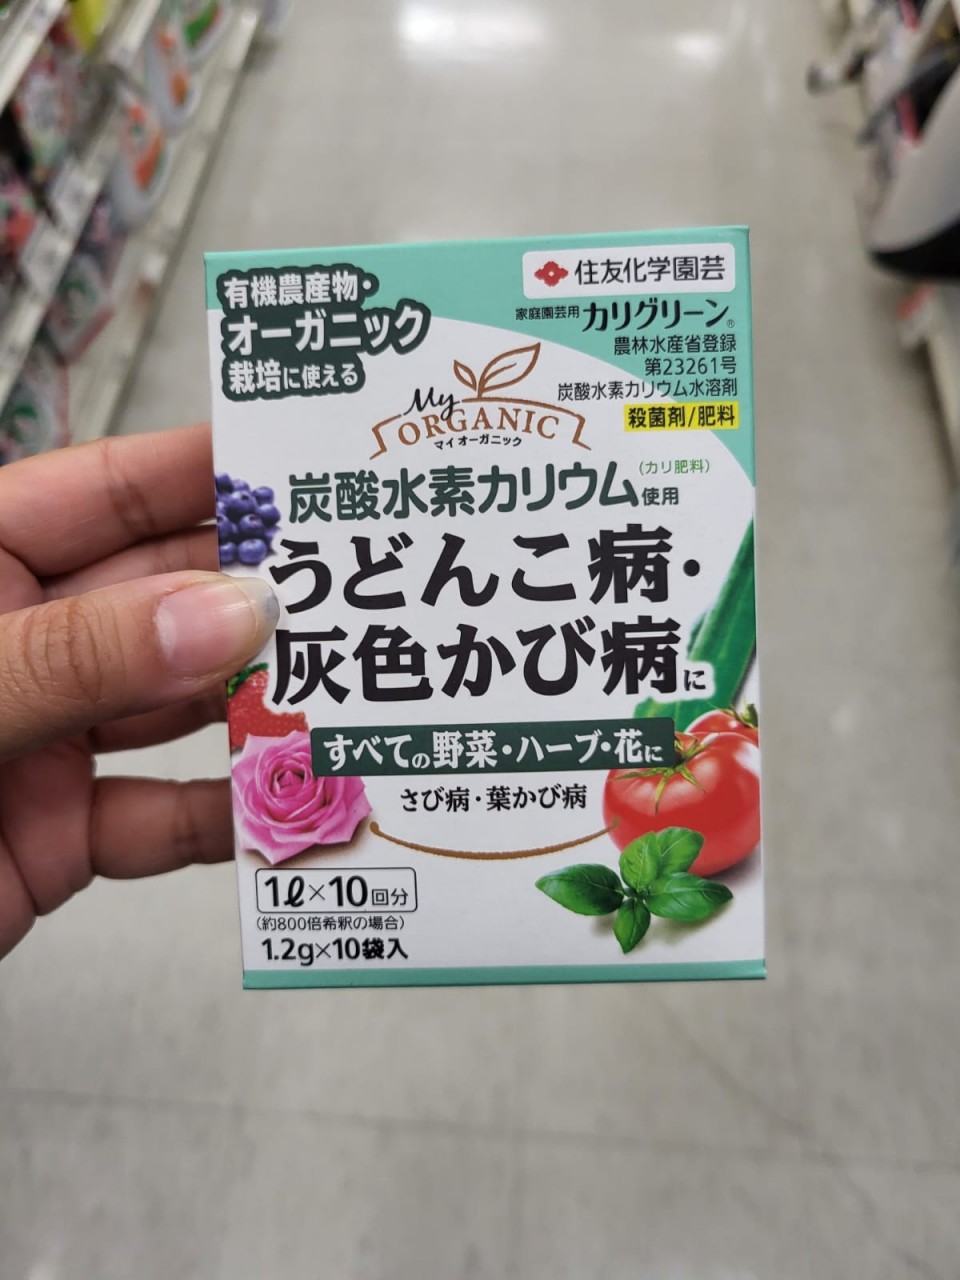 有機農産物・
オーガニック
栽培に使える
住友化学園芸
家庭園芸用 カリグリーン®
農林水産省登録
第23261号
炭酸水素カリウム水溶剤
殺菌剤/肥料
My
ORGANIC
マイオーガニック
(カリ肥料)
炭酸水素カリウム使用
うどんこ病・
灰色かび病に
すべての野菜・ハーブ・花に
さび病・葉かび病
1ℓ×10回分
(約800倍希釈の場合)
1.2g×10袋入